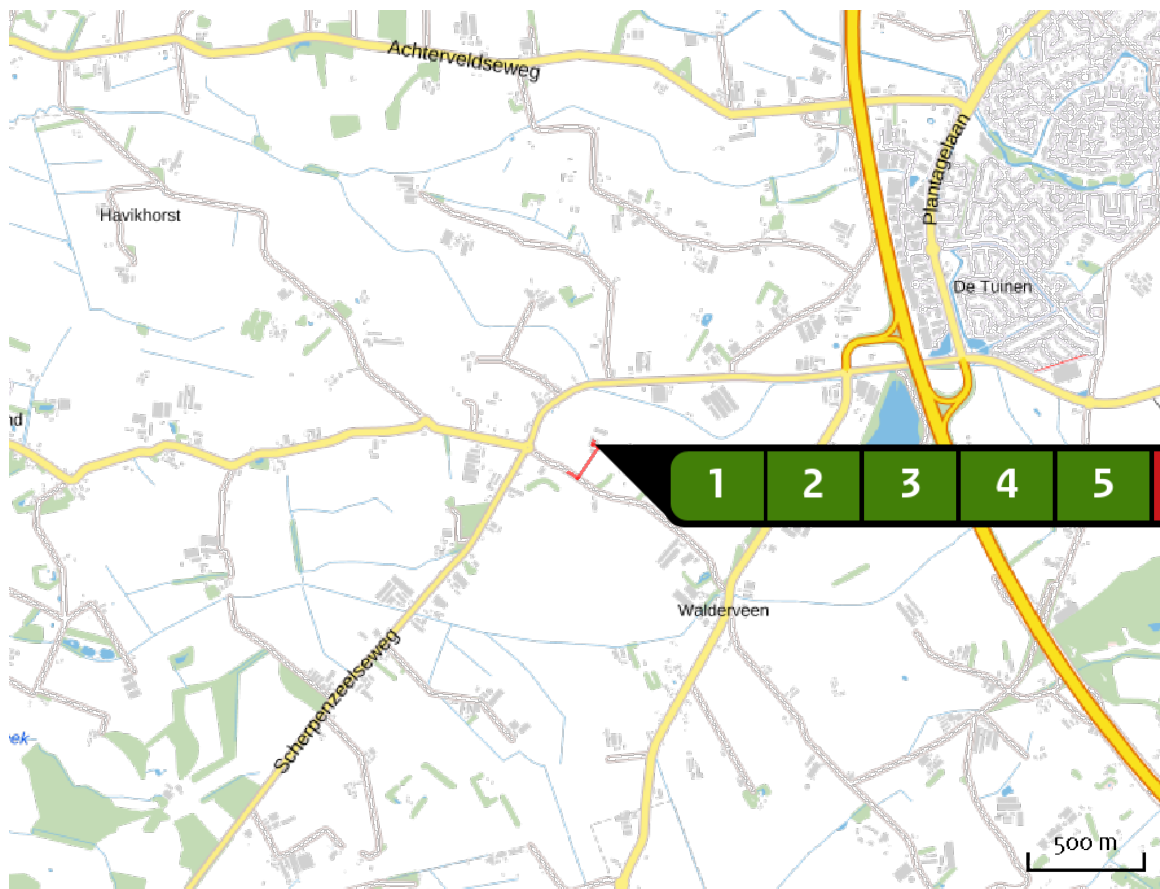 Achterveldseweg
Plantagelaan
Havikhorst
De Tuinen
nd
1 2 3 4 5
Walderveen
Scherpenzeelseweg
ek-
500 m